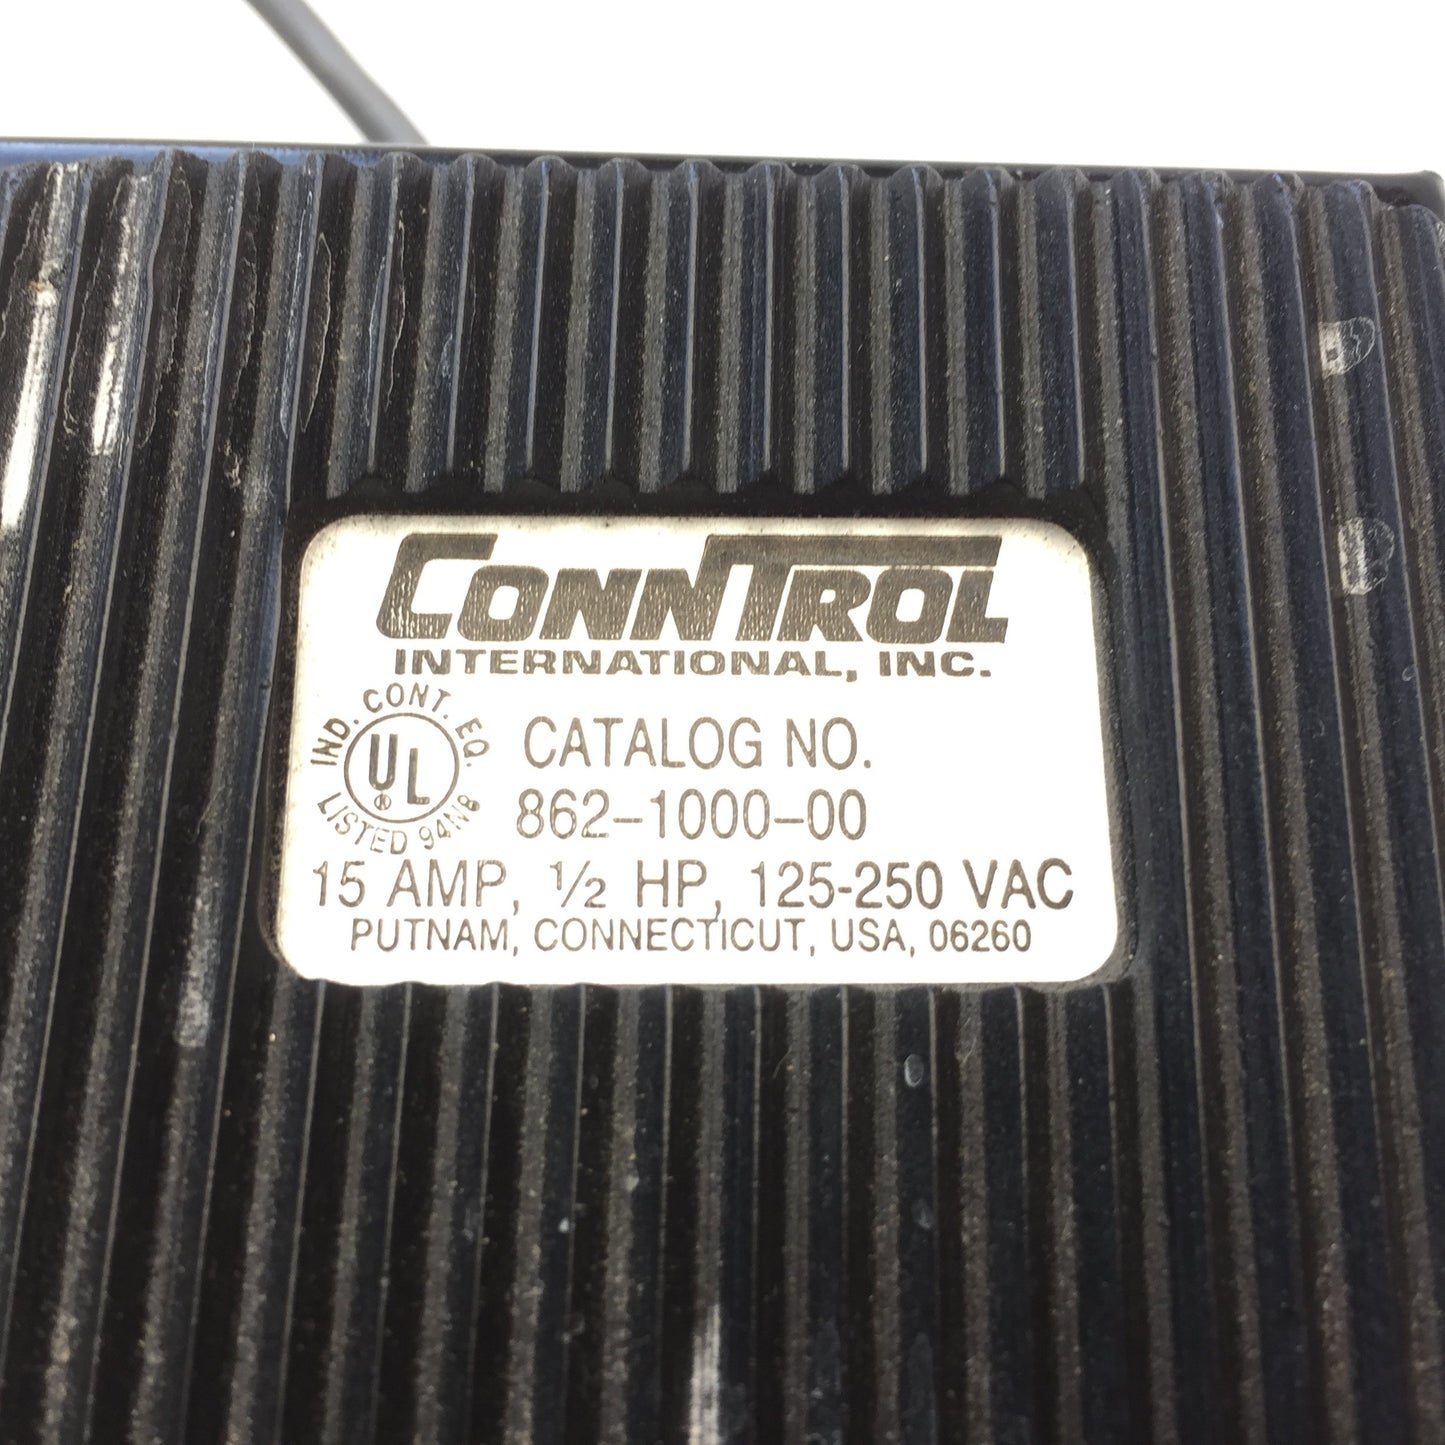 CONNTROL
INTERNATIONAL, INC.
IND. CONT. EQ.
UL
®
LISTED 94N8
CATALOG NO.
862-1000-00
15 AMP, 1/2 HP, 125-250 VAC
PUTNAM, CONNECTICUT, USA, 06260